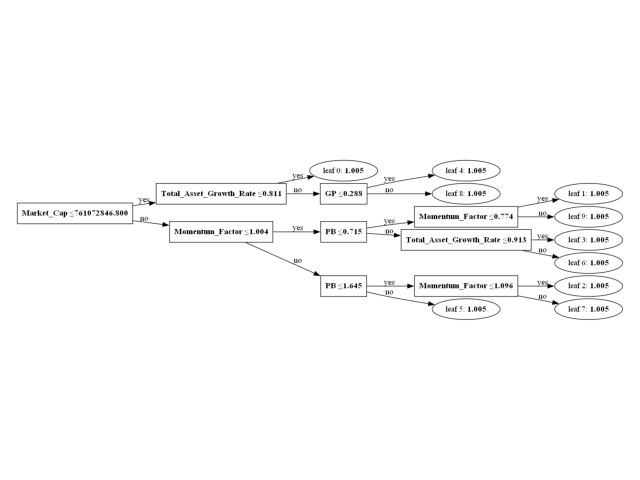 yes
leaf 0: 1.005
yes
leaf 4: 1.005
Total_Asset_Growth_Rate ≤0.811
no
GP ≤0.288
no
leaf 8: 1.005
yes
leaf 1: 1.005
Market_Cap ≤761072846.800
yes
no
Momentum_Factor ≤1.004
yes
PB ≤0.715
yes
no
Momentum_Factor ≤0.774
no
leaf 9: 1.005
Total_Asset_Growth_Rate ≤0.913
yes
leaf 3: 1.005
no
leaf 6: 1.005
no
PB ≤1.645
yes
no
Momentum_Factor ≤1.096
yes
leaf 2: 1.005
no
leaf 5: 1.005
leaf 7: 1.005